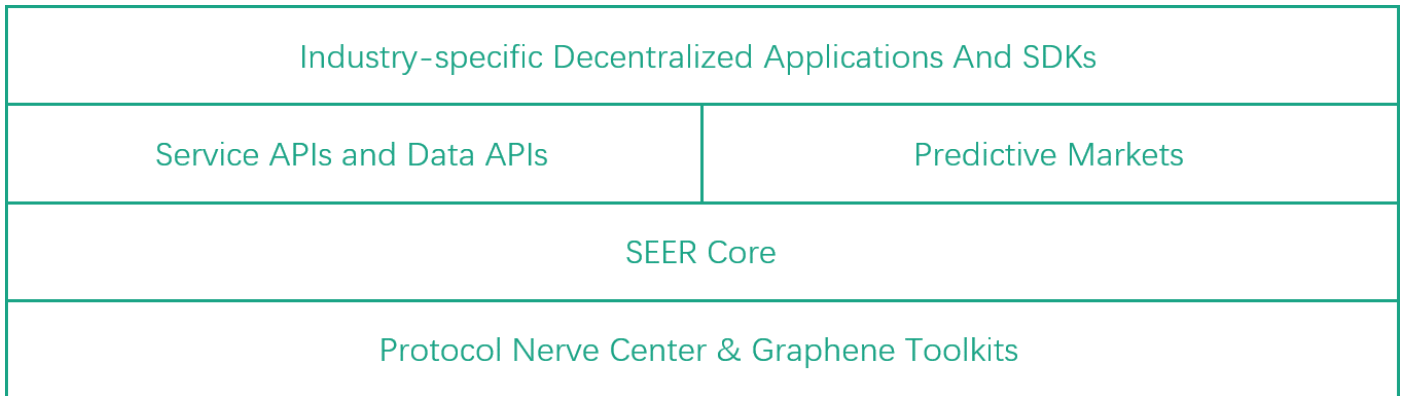 Industry-specific Decentralized Applications And SDKs
Service APIs and Data APIs
Predictive Markets
SEER Core
Protocol Nerve Center & Graphene Toolkits